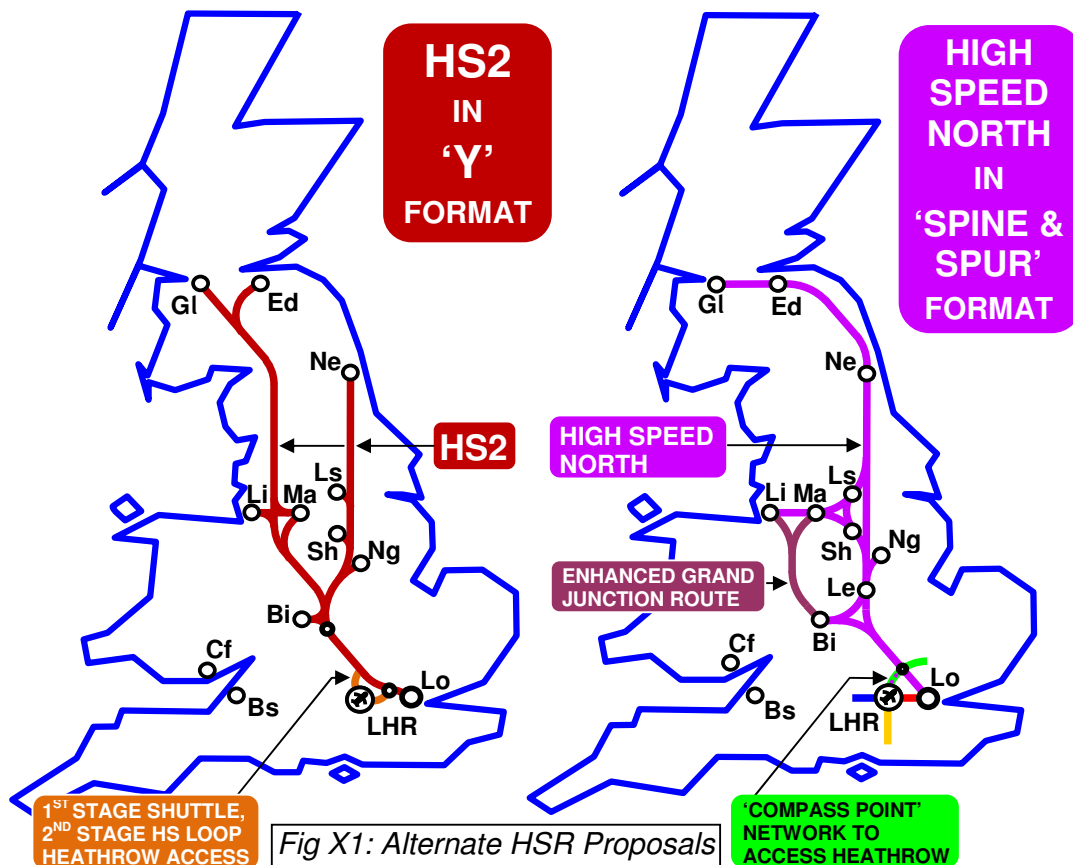 HS2
IN
‘Y’
FORMAT
Gl
Ed
Ne
HS2
Ls
Li
Ma
Sh
Ng
Bi
Cf
Bs
Lo
LHR
1ST STAGE SHUTTLE,
2ND STAGE HS LOOP
HEATHROW ACCESS
HIGH
SPEED
NORTH
IN
‘SPINE &
SPUR’
FORMAT
Gl
Ed
Ne
HIGH SPEED
NORTH
Ls
Li
Ma
Sh
Ng
ENHANCED GRAND
JUNCTION ROUTE
Le
Bi
Cf
Bs
Lo
LHR
‘COMPASS POINT’
NETWORK TO
ACCESS HEATHROW
Fig X1: Alternate HSR Proposals